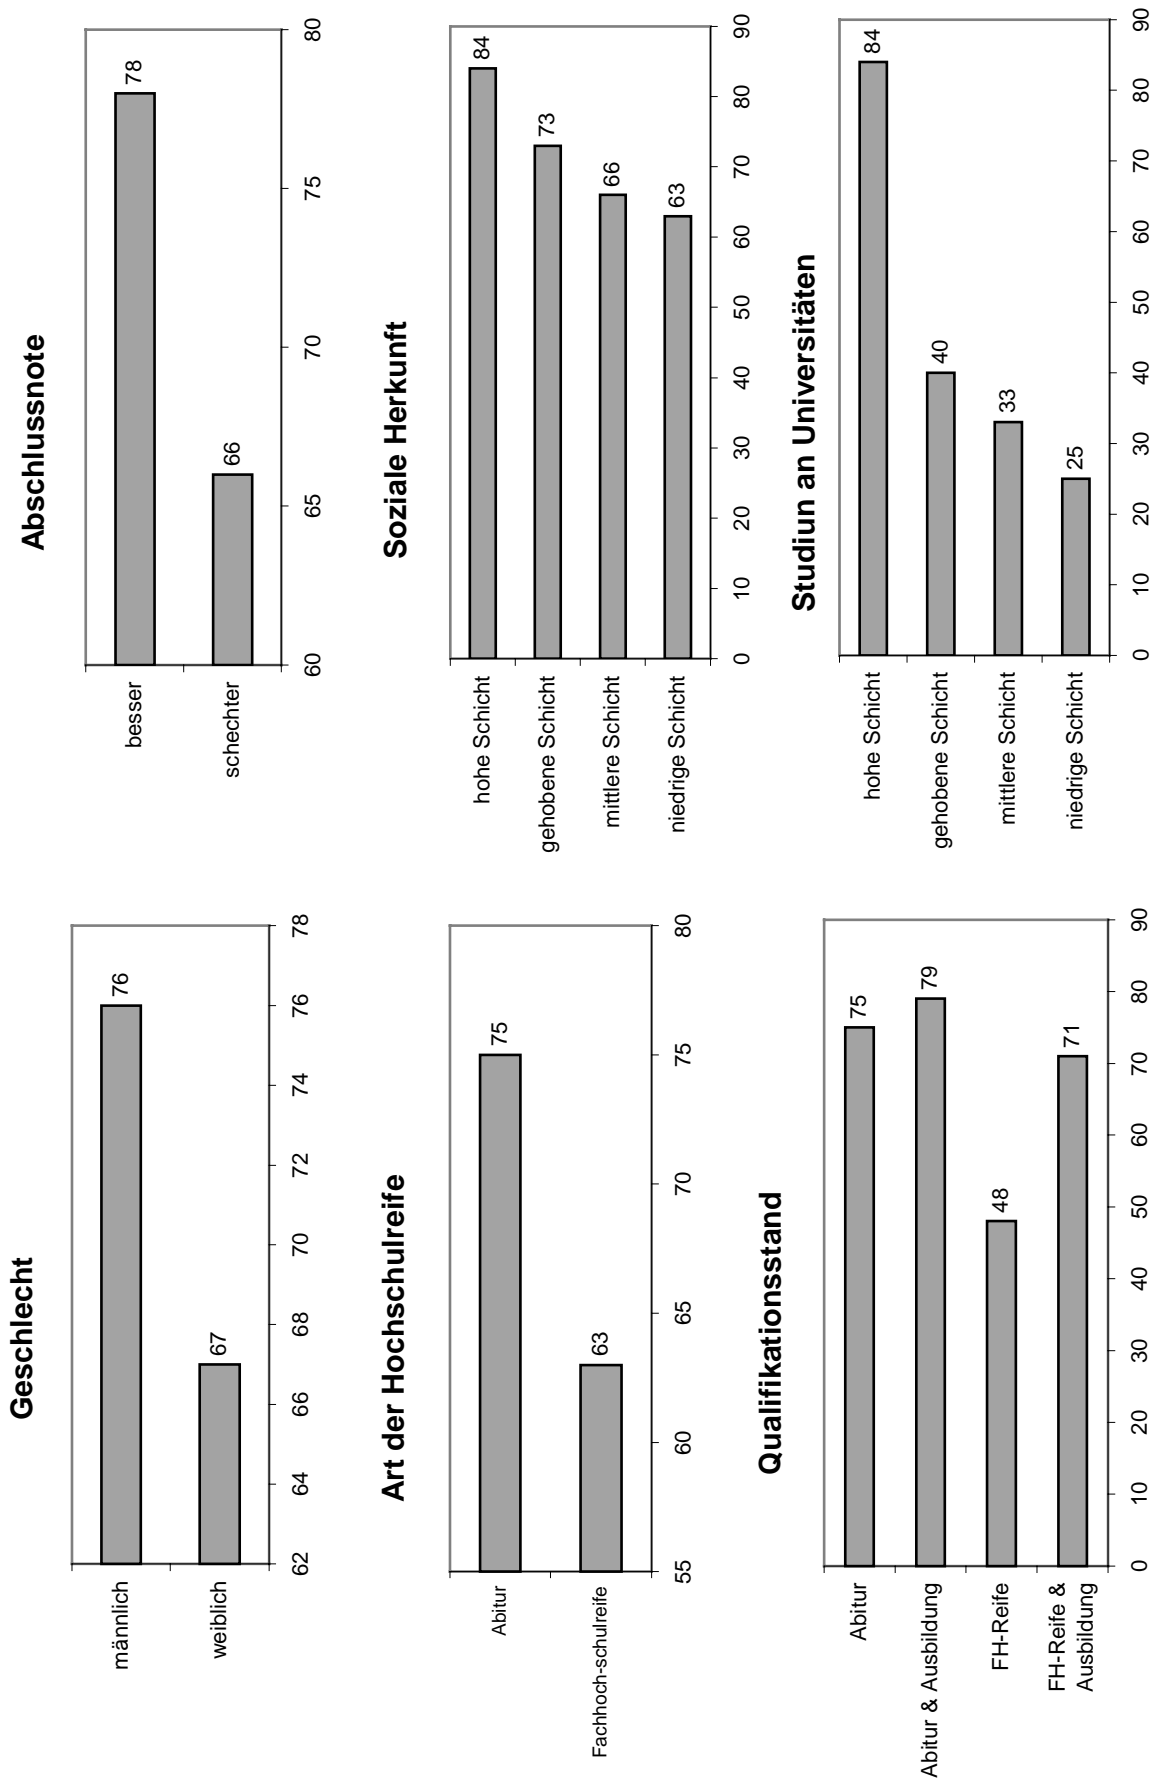 Geschlecht
männlich
76
weiblich
67
62 64 66 68 70 72 74 76 78
Abschlussnote
besser
78
schechter
66
60 65 70 75 80
Art der Hochschulreife
Abitur
75
Fachhoch-schulreife
63
55 60 65 70 75 80
Soziale Herkunft
hohe Schicht
84
gehobene Schicht
73
mittlere Schicht
66
niedrige Schicht
63
0 10 20 30 40 50 60 70 80 90
Qualifikationsstand
Abitur
75
Abitur & Ausbildung
79
FH-Reife
48
FH-Reife &
Ausbildung
71
0 10 20 30 40 50 60 70 80 90
Studiun an Universitäten
hohe Schicht
84
gehobene Schicht
40
mittlere Schicht
33
niedrige Schicht
25
0 10 20 30 40 50 60 70 80 90